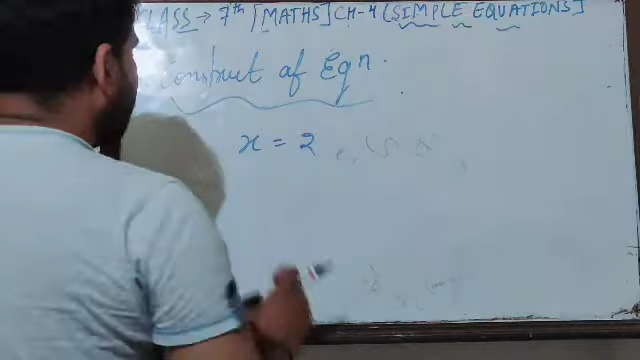 CLASS → 7th [MATHS] CH-4 (SIMPLE EQUATIONS]
Construct of Eqn.
x = 2